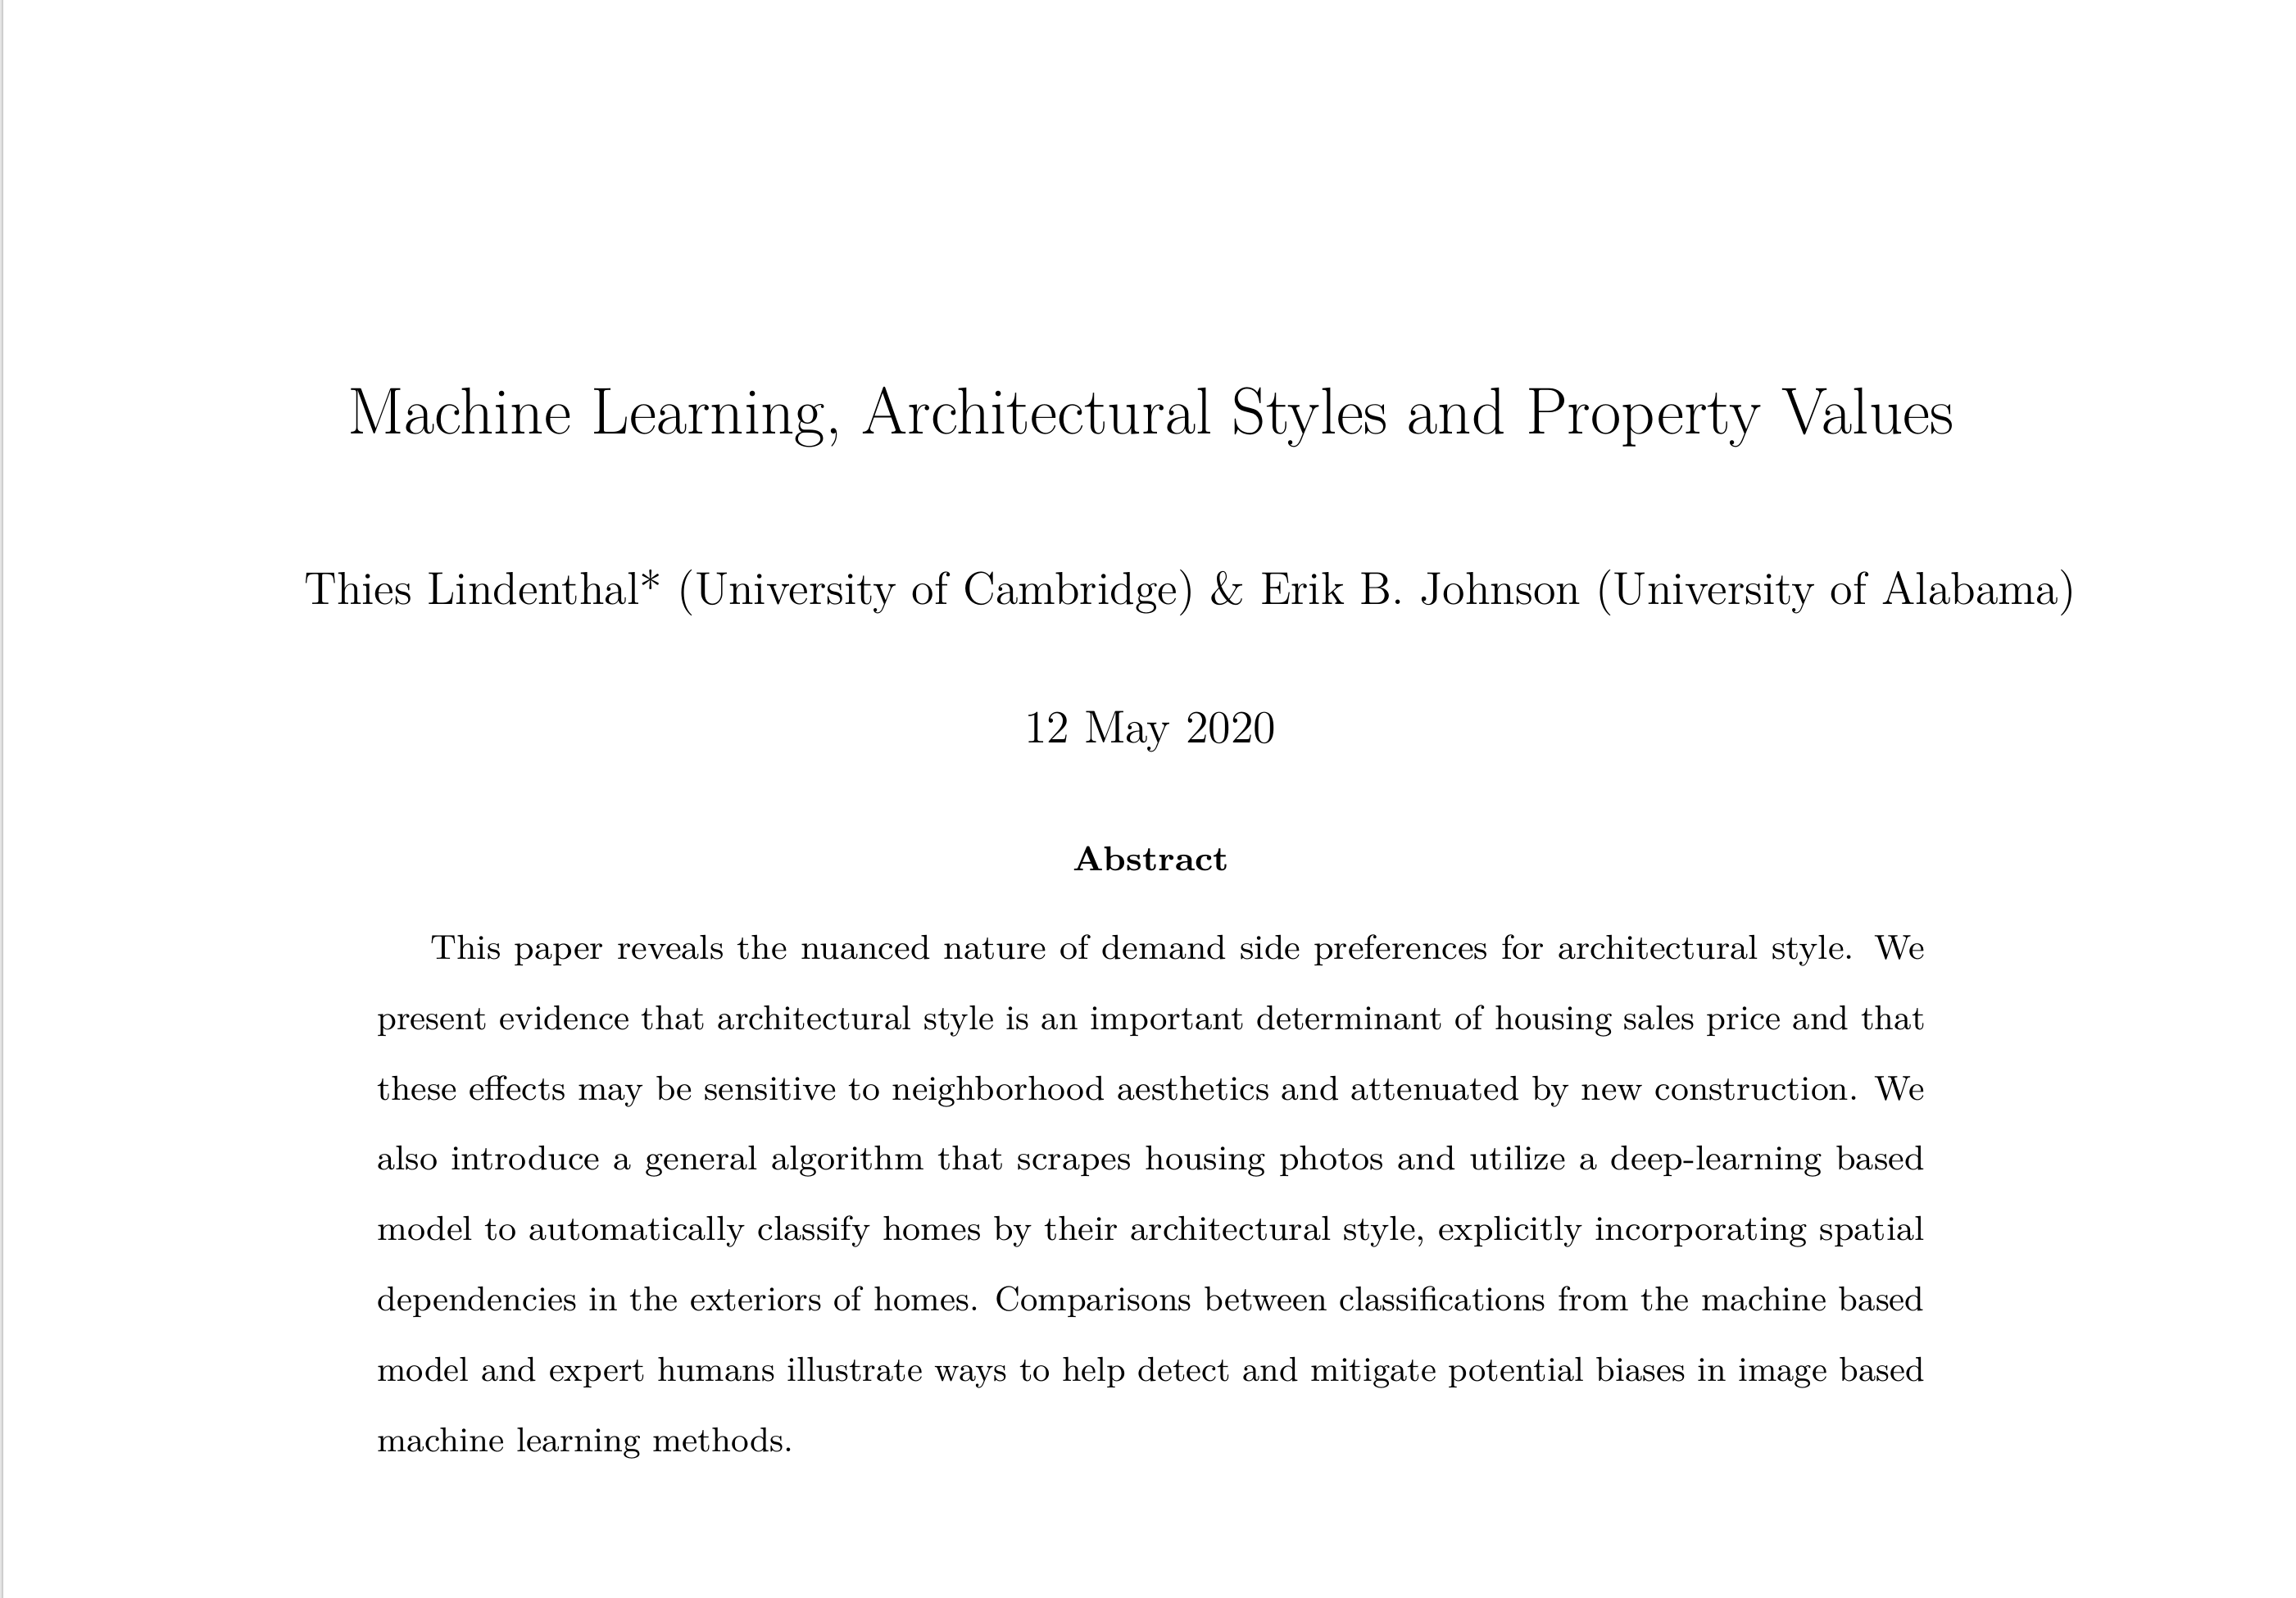 Machine Learning, Architectural Styles and Property Values
Thies Lindenthal* (University of Cambridge) & Erik B. Johnson (University of Alabama)
12 May 2020
Abstract
This paper reveals the nuanced nature of demand side preferences for architectural style. We
present evidence that architectural style is an important determinant of housing sales price and that
these effects may be sensitive to neighborhood aesthetics and attenuated by new construction. We
also introduce a general algorithm that scrapes housing photos and utilize a deep-learning based
model to automatically classify homes by their architectural style, explicitly incorporating spatial
dependencies in the exteriors of homes. Comparisons between classifications from the machine based
model and expert humans illustrate ways to help detect and mitigate potential biases in image based
machine learning methods.